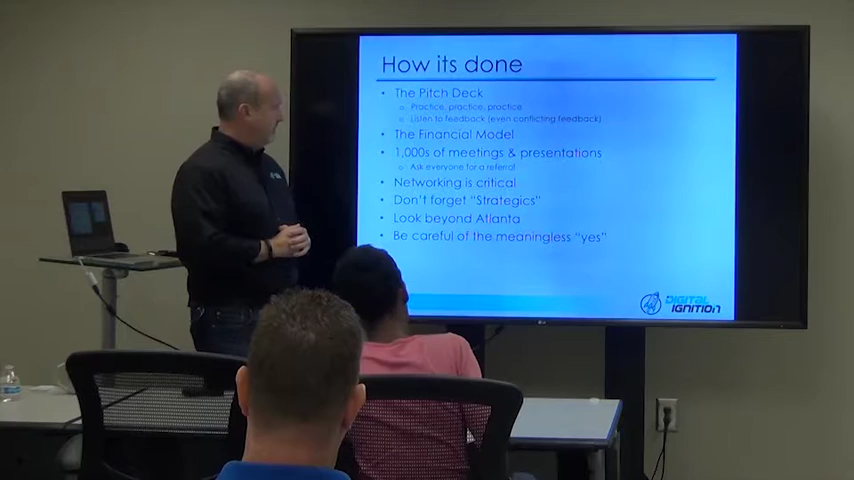 How its done
• The Pitch Deck
o Practice, practice, practice
o Listen to feedback (even conflicting feedback)
• The Financial Model
• 1,000s of meetings & presentations
o Ask everyone for a referral
• Networking is critical
• Don't forget "Strategics"
• Look beyond Atlanta
• Be careful of the meaningless "yes"
DIGITAL
IGNITION
LG